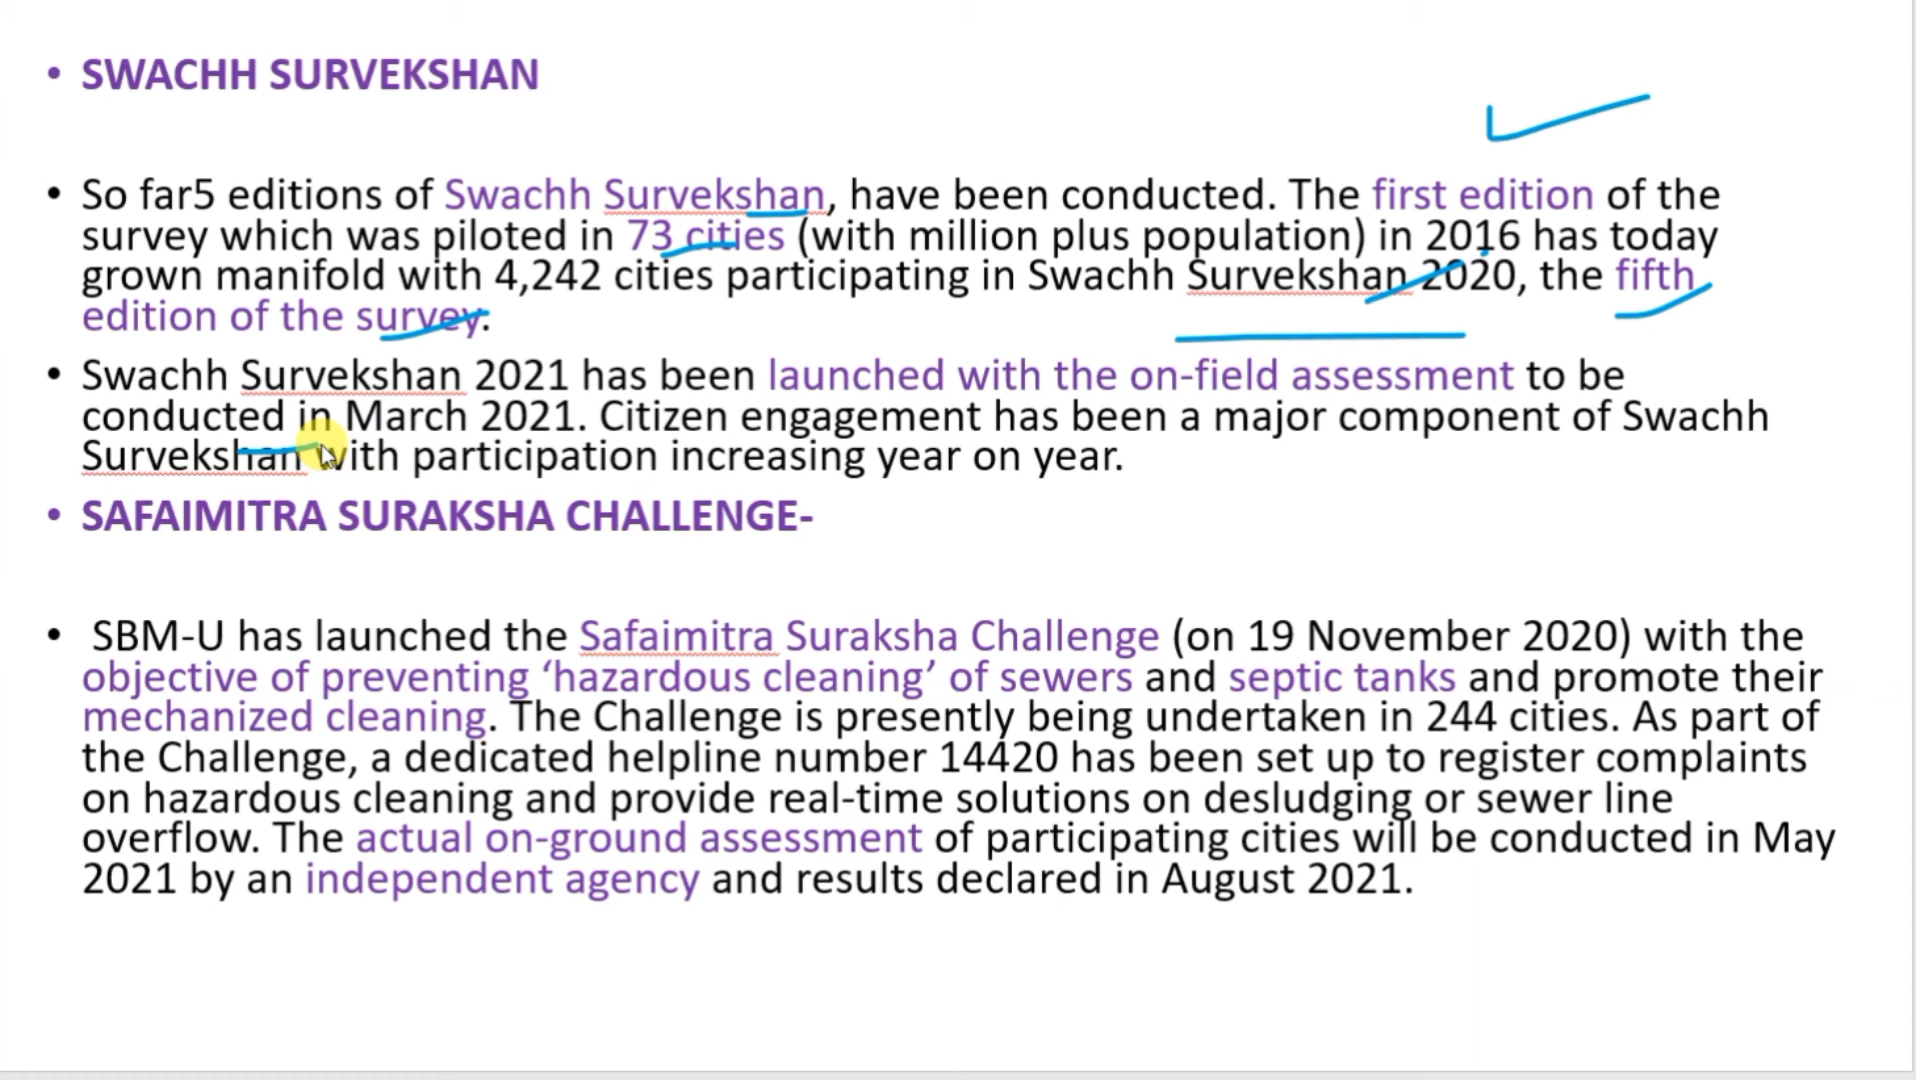 • SWACHH SURVEKSHAN
• So far5 editions of Swachh Survekshan, have been conducted. The first edition of the
survey which was piloted in 73 cities (with million plus population) in 2016 has today
grown manifold with 4,242 cities participating in Swachh Survekshan 2020, the fifth
edition of the survey.
• Swachh Survekshan 2021 has been launched with the on-field assessment to be
conducted in March 2021. Citizen engagement has been a major component of Swachh
Survekshan with participation increasing year on year.
• SAFAIMITRA SURAKSHA CHALLENGE-
• SBM-U has launched the Safaimitra Suraksha Challenge (on 19 November 2020) with the
objective of preventing ‘hazardous cleaning’ of sewers and septic tanks and promote their
mechanized cleaning. The Challenge is presently being undertaken in 244 cities. As part of
the Challenge, a dedicated helpline number 14420 has been set up to register complaints
on hazardous cleaning and provide real-time solutions on desludging or sewer line
overflow. The actual on-ground assessment of participating cities will be conducted in May
2021 by an independent agency and results declared in August 2021.